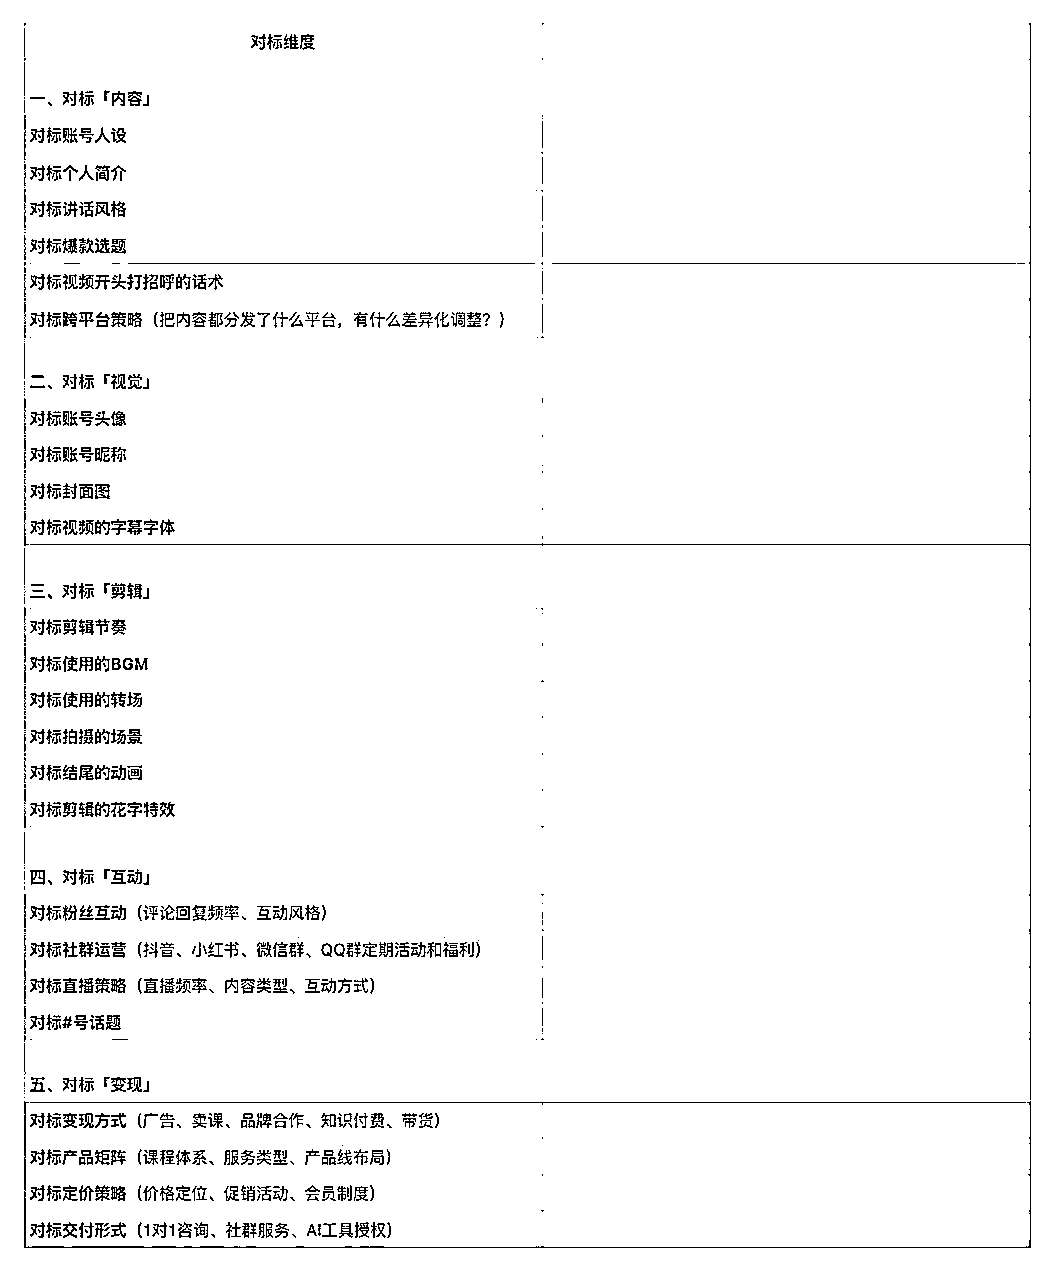 对标维度
一、对标「内容」
对标账号人设
对标个人简介
对标讲话风格
对标爆款选题
对标视频开头打招呼的话术
对标跨平台策略（把内容都分发了什么平台，有什么差异化调整？）
二、对标「视觉」
对标账号头像
对标账号昵称
对标封面图
对标视频的字幕字体
三、对标「剪辑」
对标剪辑节奏
对标使用的BGM
对标使用的转场
对标拍摄的场景
对标结尾的动画
对标剪辑的花字特效
四、对标「互动」
对标粉丝互动（评论回复频率、互动风格）
对标社群运营（抖音、小红书、微信群、QQ群定期活动和福利）
对标直播策略（直播频率、内容类型、互动方式）
对标#号话题
五、对标「变现」
对标变现方式（广告、卖课、品牌合作、知识付费、带货）
对标产品矩阵（课程体系、服务类型、产品线布局）
对标定价策略（价格定位、促销活动、会员制度）
对标交付形式（1对1咨询、社群服务、AI工具授权）